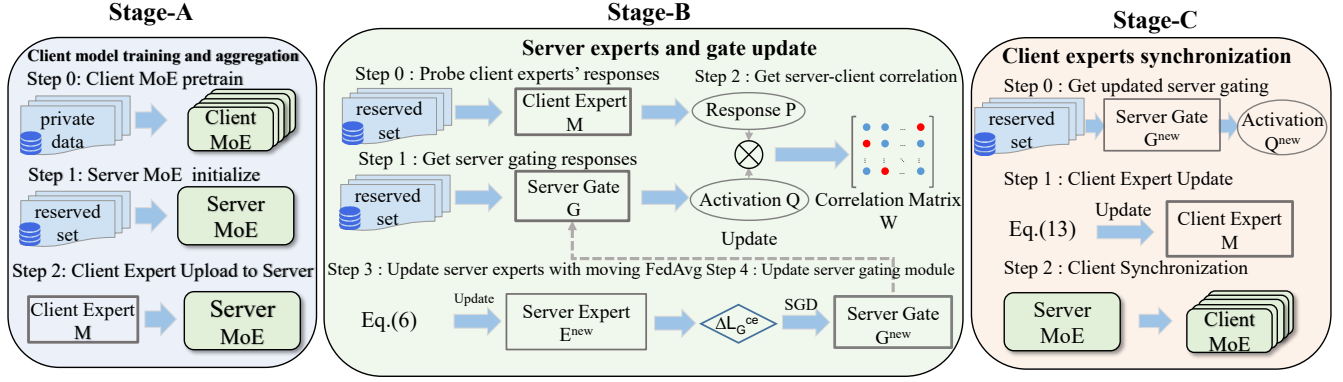 Stage-A
Client model training and aggregation
Step 0: Client MoE pretrain
private
data
Client
MoE
Step 1: Server MoE initialize
reserved
set
Server
MoE
Step 2: Client Expert Upload to Server
Client Expert
M
Server
MoE
Stage-B
Server experts and gate update
Step 0 : Probe client experts' responses
reserved
set
Client Expert
M
Response P
Step 1 : Get server gating responses
reserved
set
Server Gate
G
Activation Q
Step 2 : Get server-client correlation
Correlation Matrix
W
Update
Step 3 : Update server experts with moving FedAvg
Eq.(6)
Update
Server Expert
E^new
Step 4 : Update server gating module
ΔL_G^ce
SGD
Server Gate
G^new
Stage-C
Client experts synchronization
Step 0 : Get updated server gating
reserved
set
Server Gate
G^new
Activation
Q^new
Step 1 : Client Expert Update
Eq.(13)
Update
Client Expert
M
Step 2 : Client Synchronization
Server
MoE
Client
MoE